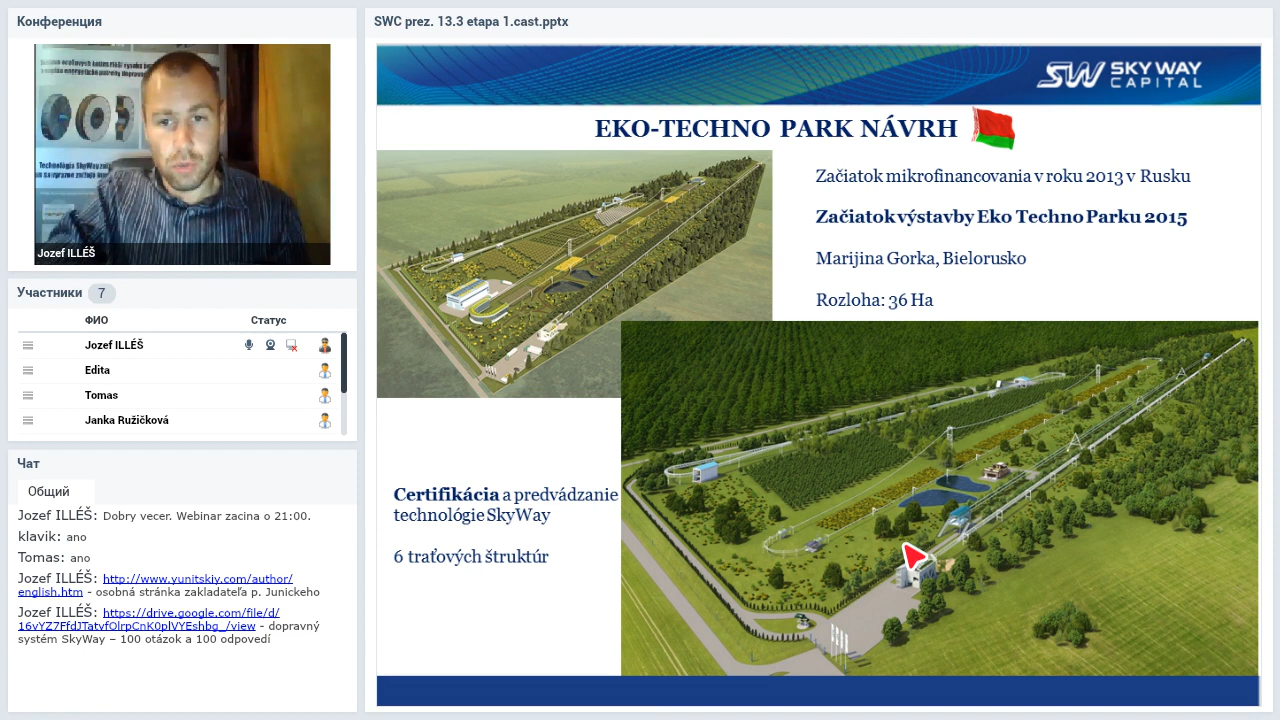 Конференция
Technológia SkyWay
Jozef ILLÉŠ
Участники 7
ФИО Статус
Jozef ILLÉŠ
Edita
Tomas
Janka Ružičková
Чат
Общий
Jozef ILLÉŠ: Dobry vecer. Webinar zacina o 21:00.
klavik: ano
Tomas: ano
Jozef ILLÉŠ: http://www.yunitskiy.com/author/
english.htm - osobná stránka zakladateľa p. Junickeho
Jozef ILLÉŠ: https://drive.google.com/file/d/
16vYZ7FfdJTatvfOlrpCnK0plVYEshbg_/view - dopravný
systém SkyWay – 100 otázok a 100 odpovedí
SWC prez. 13.3 etapa 1.cast.pptx
SW SKY WAY
CAPITAL
EKO-TECHNO PARK NÁVRH
Začiatok mikrofinancovania v roku 2013 v Rusku
Začiatok výstavby Eko Techno Parku 2015
Marijina Gorka, Bielorusko
Rozloha: 36 Ha
Certifikácia a predvádzanie
technológie SkyWay
6 traťových štruktúr